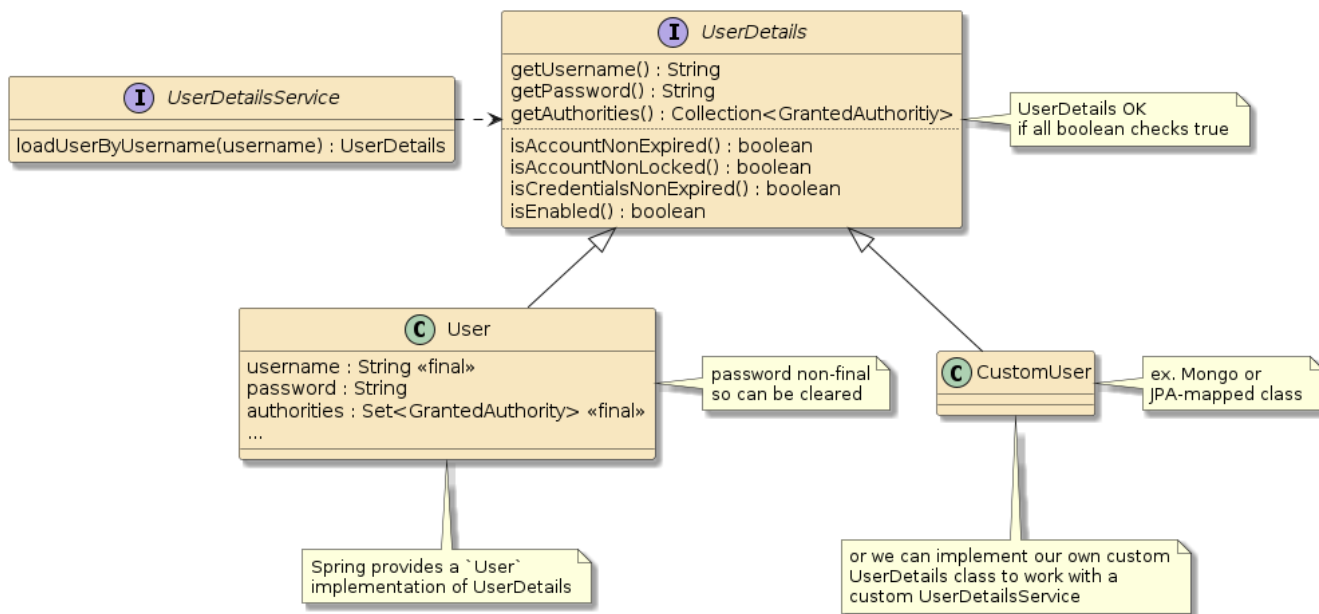 I UserDetails
getUsername() : String
getPassword() : String
getAuthorities() : Collection<GrantedAuthoritiy>
isAccountNonExpired() : boolean
isAccountNonLocked() : boolean
isCredentialsNonExpired() : boolean
isEnabled() : boolean
I UserDetailsService
loadUserByUsername(username) : UserDetails
UserDetails OK
if all boolean checks true
C User
username : String «final»
password : String
authorities : Set<GrantedAuthority> «final»
...
password non-final
so can be cleared
C CustomUser
ex. Mongo or
JPA-mapped class
Spring provides a `User`
implementation of UserDetails
or we can implement our own custom
UserDetails class to work with a
custom UserDetailsService